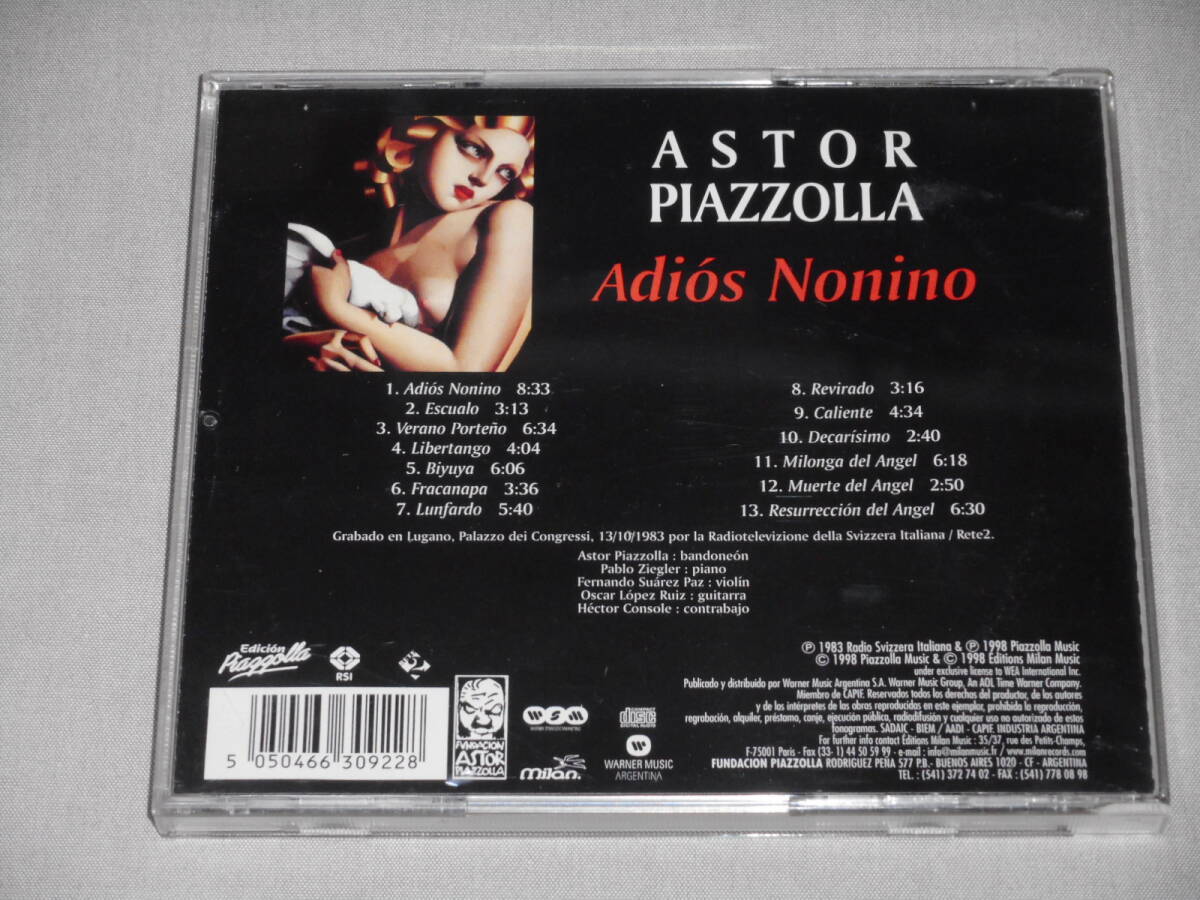 ASTOR
PIAZZOLLA
Adiós Nonino
1. Adiós Nonino 8:33
2. Escualo 3:13
3. Verano Porteño 6:34
4. Libertango 4:04
5. Biyuya 6:06
6. Fracanapa 3:36
7. Lunfardo 5:40
8. Revirado 3:16
9. Caliente 4:34
10. Decarísimo 2:40
11. Milonga del Angel 6:18
12. Muerte del Angel 2:50
13. Resurrección del Angel 6:30
Grabado en Lugano, Palazzo dei Congressi, 13/10/1983 por la Radiotelevizione della Svizzera Italiana / Rete2.
Astor Piazzolla : bandoneón
Pablo Ziegler : piano
Fernando Suárez Paz : violín
Oscar López Ruiz : guitarra
Héctor Console : contrabajo
Edición
Piazzolla
RSI
5 050466 309228
FUNDACION
ASTOR
PIAZZOLLA
milan.
COMPACT
disc
DIGITAL AUDIO
WARNER MUSIC
ARGENTINA
℗ 1983 Radio Svizzera Italiana & ℗ 1998 Piazzolla Music
© 1998 Piazzolla Music & © 1998 Editions Milan Music
under exclusive license to WEA International Inc.
Publicado y distribuido por Warner Music Argentina S.A. Warner Music Group, An AOL Time Warner Company.
Miembro de CAPIF. Reservados todos los derechos del productor, de los autores
y de los intérpretes de las obras reproducidas en este ejemplar, prohibida la reproducción,
regrabación, alquiler, préstamo, canje, ejecución pública, radiodifusión y cualquier uso no autorizado de estos
fonogramas. SADAIC - BIEM / AADI - CAPIF. INDUSTRIA ARGENTINA
For further info contact Editions Milan Music : 35/37, rue des Petits-Champs,
F-75001 Paris - Fax (33- 1) 44 50 59 99 - e-mail : info@milanmusic.fr / www.milanrecords.com
FUNDACION PIAZZOLLA RODRIGUEZ PEÑA 577 P.B.- BUENOS AIRES 1020 - CF - ARGENTINA
TEL. : (541) 372 74 02 - FAX : (541) 778 08 98